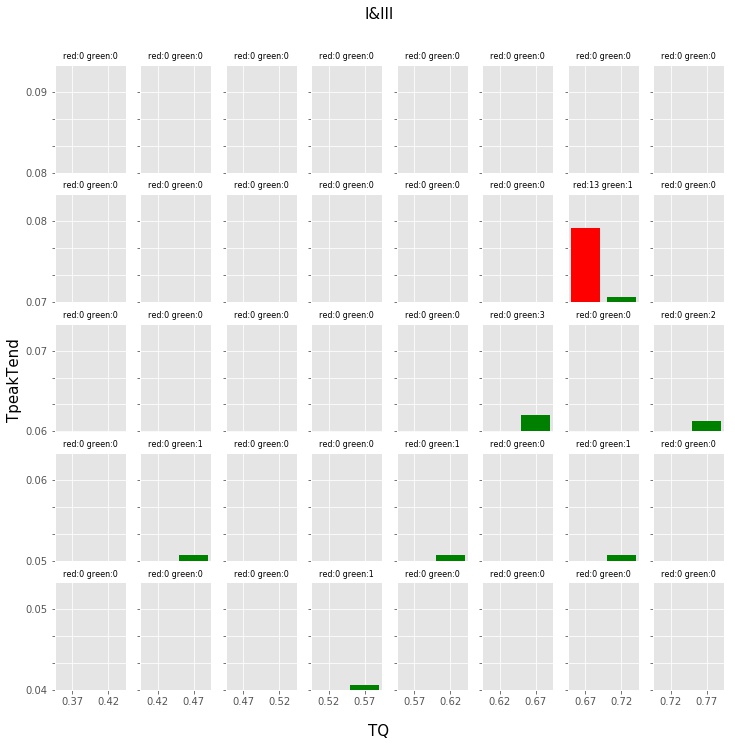 I&III
red:0 green:0 red:0 green:0 red:0 green:0 red:0 green:0 red:0 green:0 red:0 green:0 red:0 green:0 red:0 green:0
0.09
0.08
red:0 green:0 red:0 green:0 red:0 green:0 red:0 green:0 red:0 green:0 red:0 green:0 red:13 green:1 red:0 green:0
0.08
0.07
red:0 green:0 red:0 green:0 red:0 green:0 red:0 green:0 red:0 green:0 red:0 green:3 red:0 green:0 red:0 green:2
0.07
TpeakTend
0.06
red:0 green:0 red:0 green:1 red:0 green:0 red:0 green:0 red:0 green:1 red:0 green:0 red:0 green:1 red:0 green:0
0.06
0.05
red:0 green:0 red:0 green:0 red:0 green:0 red:0 green:1 red:0 green:0 red:0 green:0 red:0 green:0 red:0 green:0
0.05
0.04
0.37 0.42 0.42 0.47 0.47 0.52 0.52 0.57 0.57 0.62 0.62 0.67 0.67 0.72 0.72 0.77
TQ